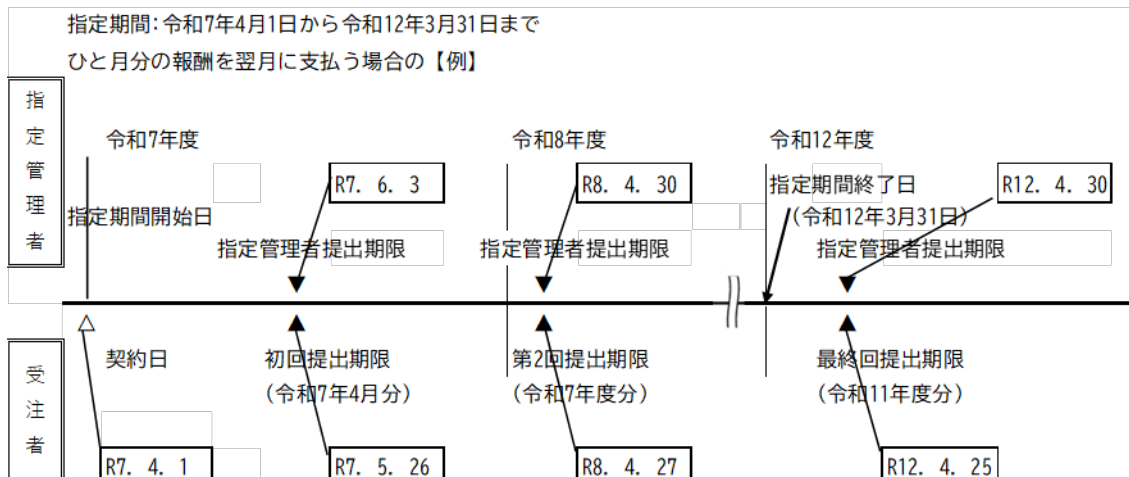 指定期間：令和7年4月1日から令和12年3月31日まで
ひと月分の報酬を翌月に支払う場合の【例】
指定管理者
令和7年度
令和8年度
令和12年度
R7. 6. 3
R8. 4. 30
指定期間終了日
R12. 4. 30
指定期間開始日
(令和12年3月31日)
指定管理者提出期限
指定管理者提出期限
指定管理者提出期限
受注者
契約日
初回提出期限
第2回提出期限
最終回提出期限
(令和7年4月分)
(令和7年度分)
(令和11年度分)
R7. 4. 1
R7. 5. 26
R8. 4. 27
R12. 4. 25